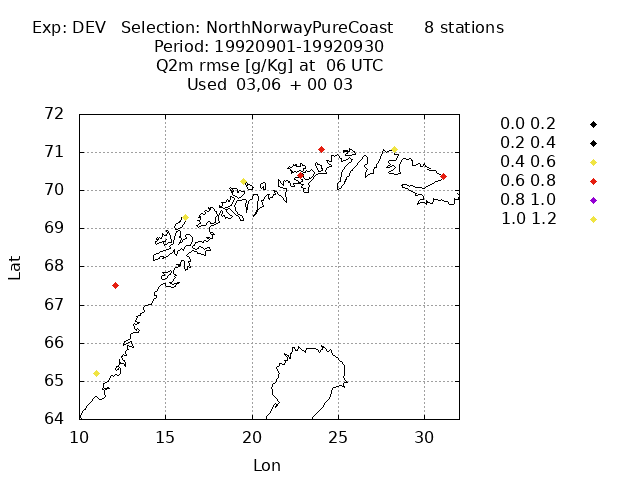 Exp: DEV   Selection: NorthNorwayPureCoast      8 stations
Period: 19920901-19920930
Q2m rmse [g/Kg] at  06 UTC
Used  03,06  + 00 03
72
71
70
69
68
67
66
65
64
Lat
10 15 20 25 30
Lon
0.0 0.2
0.2 0.4
0.4 0.6
0.6 0.8
0.8 1.0
1.0 1.2